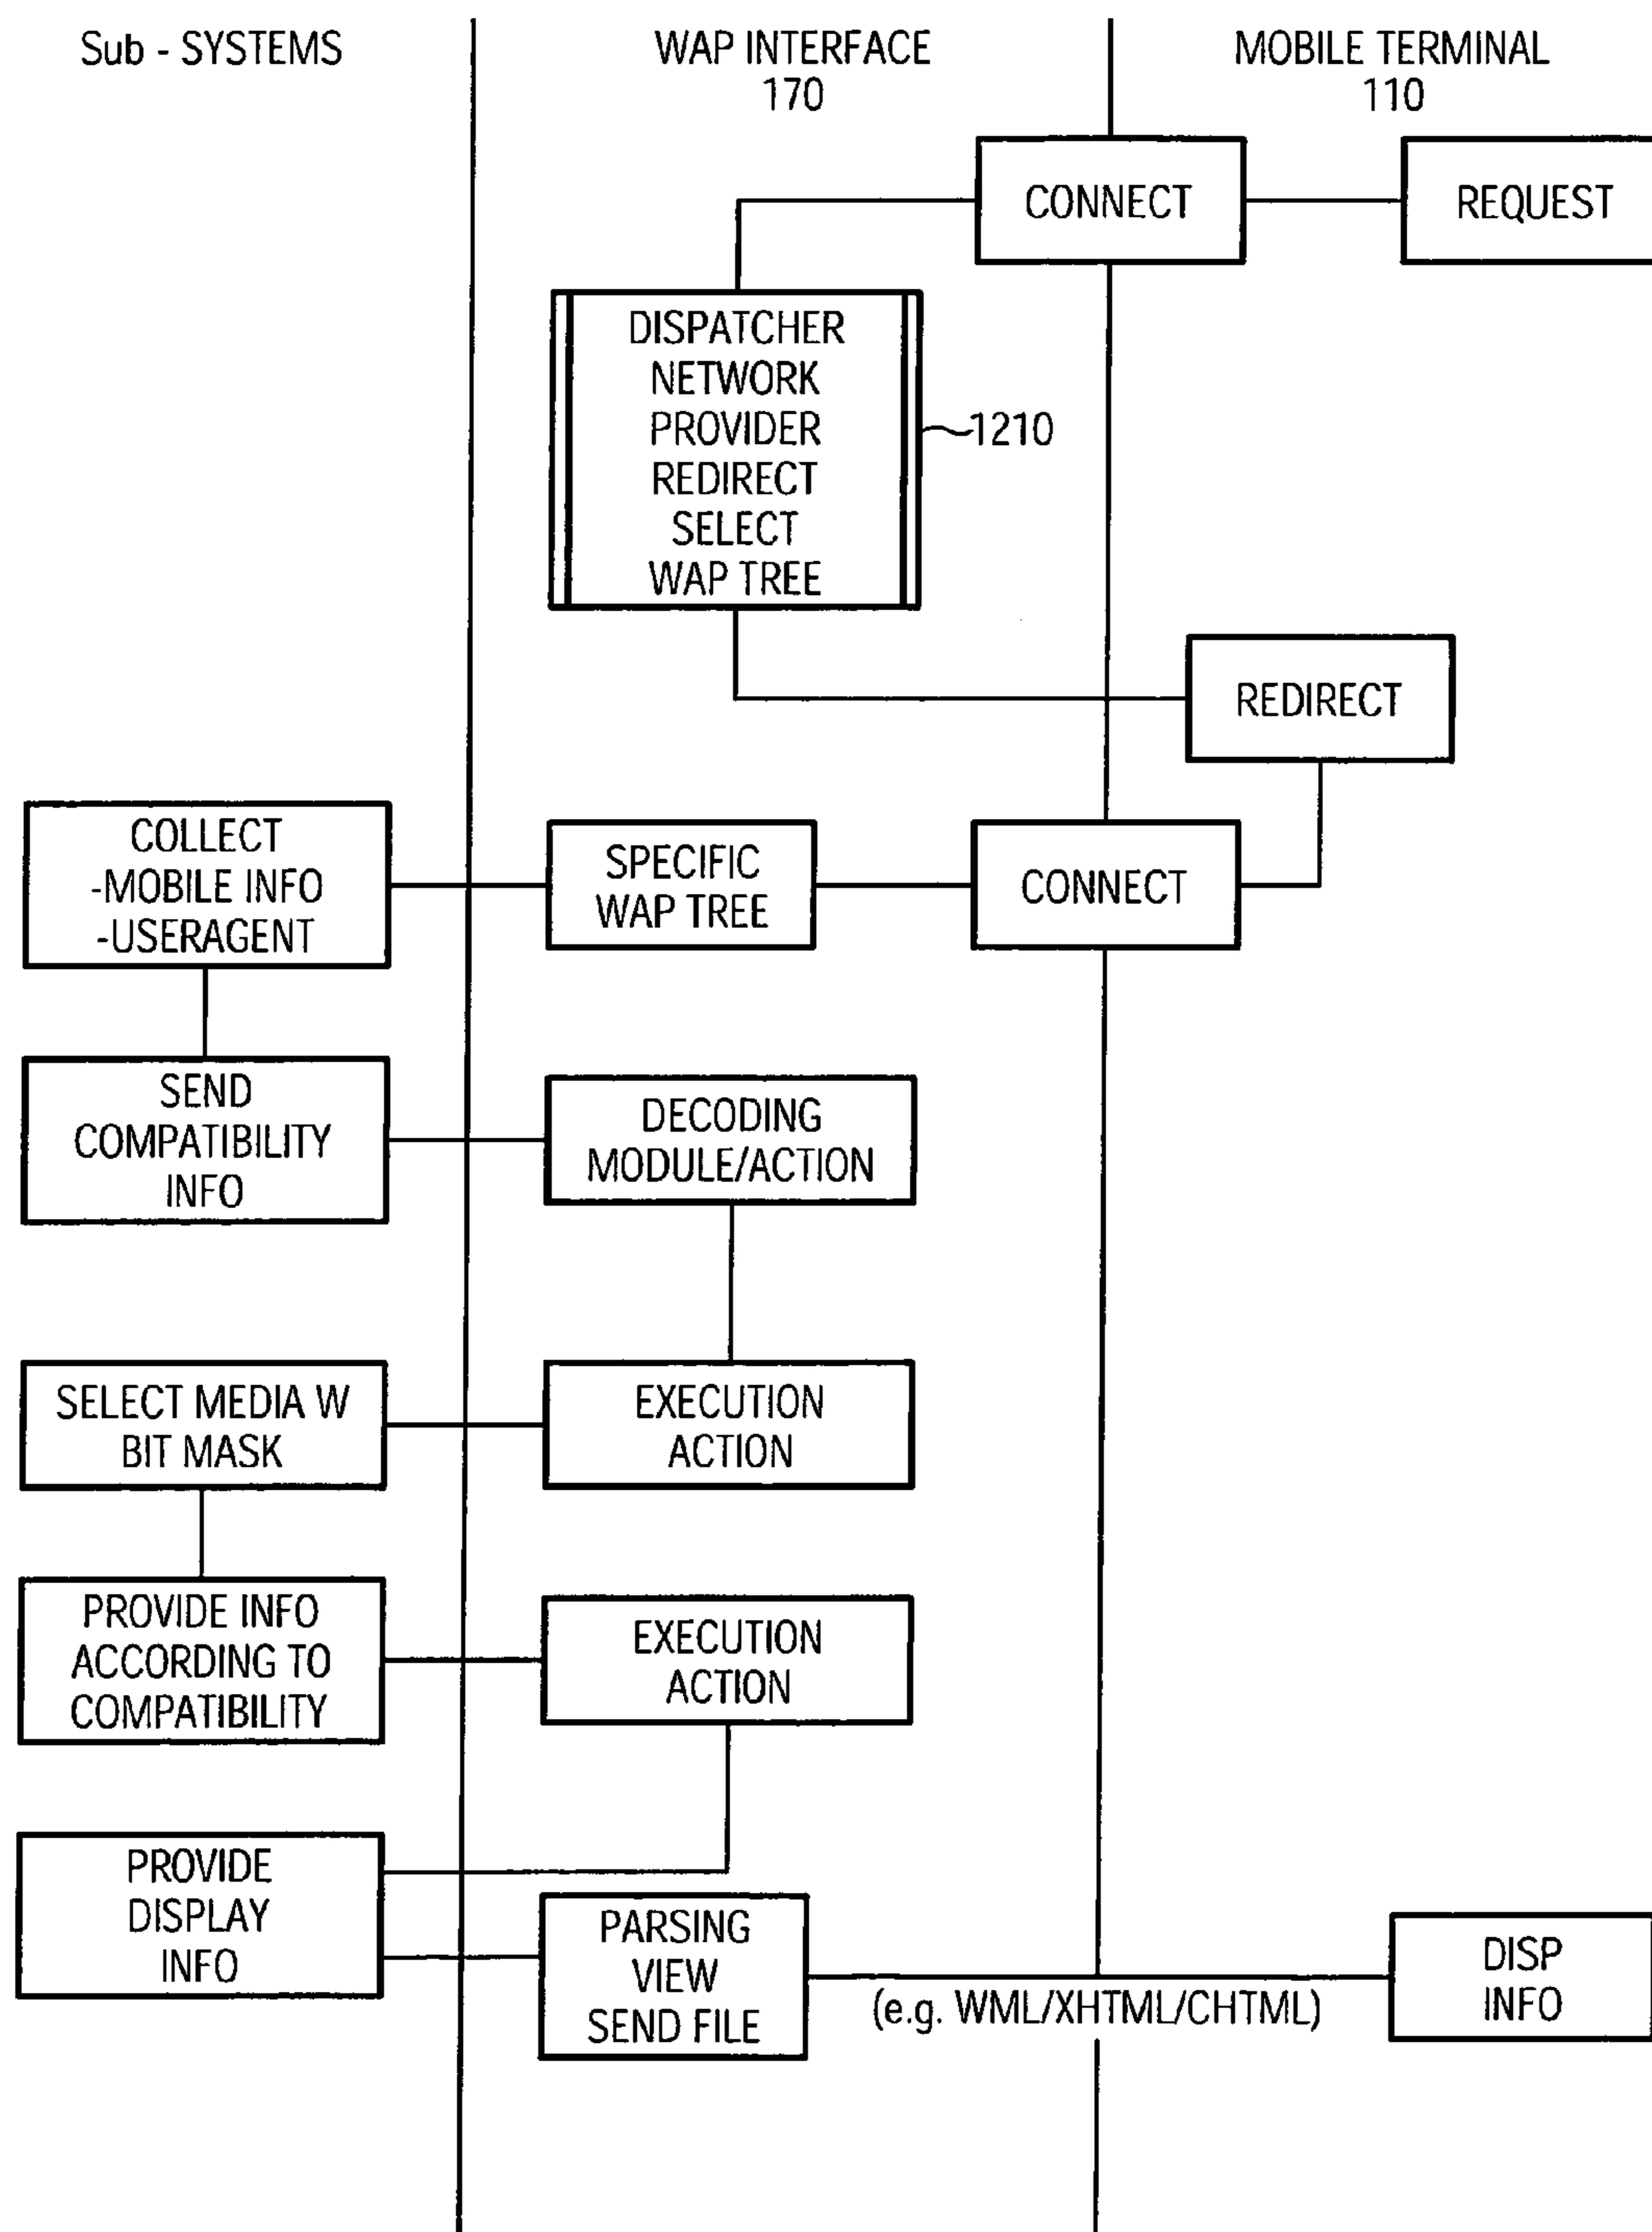 Sub - SYSTEMS
WAP INTERFACE
170
MOBILE TERMINAL
110
CONNECT
REQUEST
DISPATCHER
NETWORK
PROVIDER
REDIRECT
SELECT
WAP TREE
1210
REDIRECT
COLLECT
-MOBILE INFO
-USERAGENT
SPECIFIC
WAP TREE
CONNECT
SEND
COMPATIBILITY
INFO
DECODING
MODULE/ACTION
SELECT MEDIA W
BIT MASK
EXECUTION
ACTION
PROVIDE INFO
ACCORDING TO
COMPATIBILITY
EXECUTION
ACTION
PROVIDE
DISPLAY
INFO
PARSING
VIEW
SEND FILE
(e.g. WML/XHTML/CHTML)
DISP
INFO